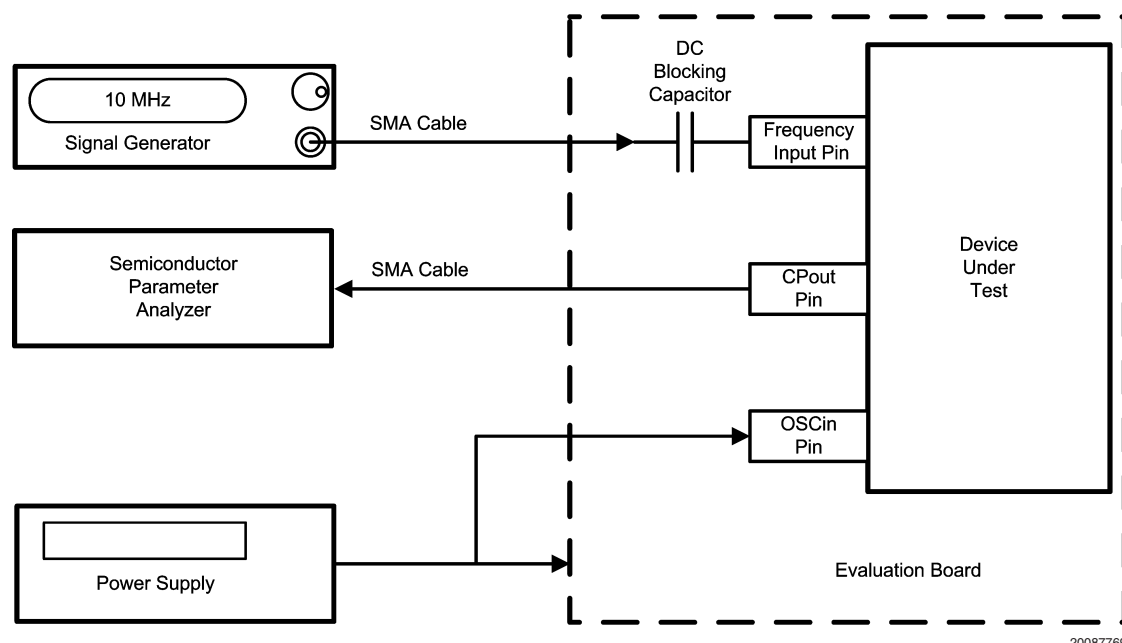 DC
Blocking
Capacitor
10 MHz
Signal Generator
SMA Cable
Frequency
Input Pin
Semiconductor
Parameter
Analyzer
SMA Cable
CPout
Pin
Device
Under
Test
OSCin
Pin
Power Supply
Evaluation Board